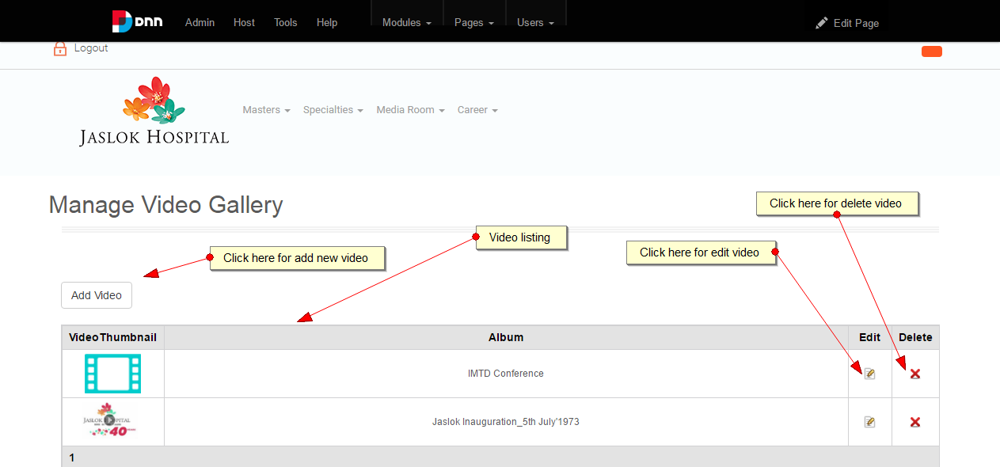 DNN Admin Host Tools Help Modules Pages Users Edit Page
Logout
JASLOK HOSPITAL
Masters Specialties Media Room Career
Manage Video Gallery
Click here for delete video
Video listing
Click here for edit video
Click here for add new video
Add Video
VideoThumbnail Album Edit Delete
IMTD Conference
JASLOK HOSPITAL
40
Jaslok Inauguration_5th July'1973
1